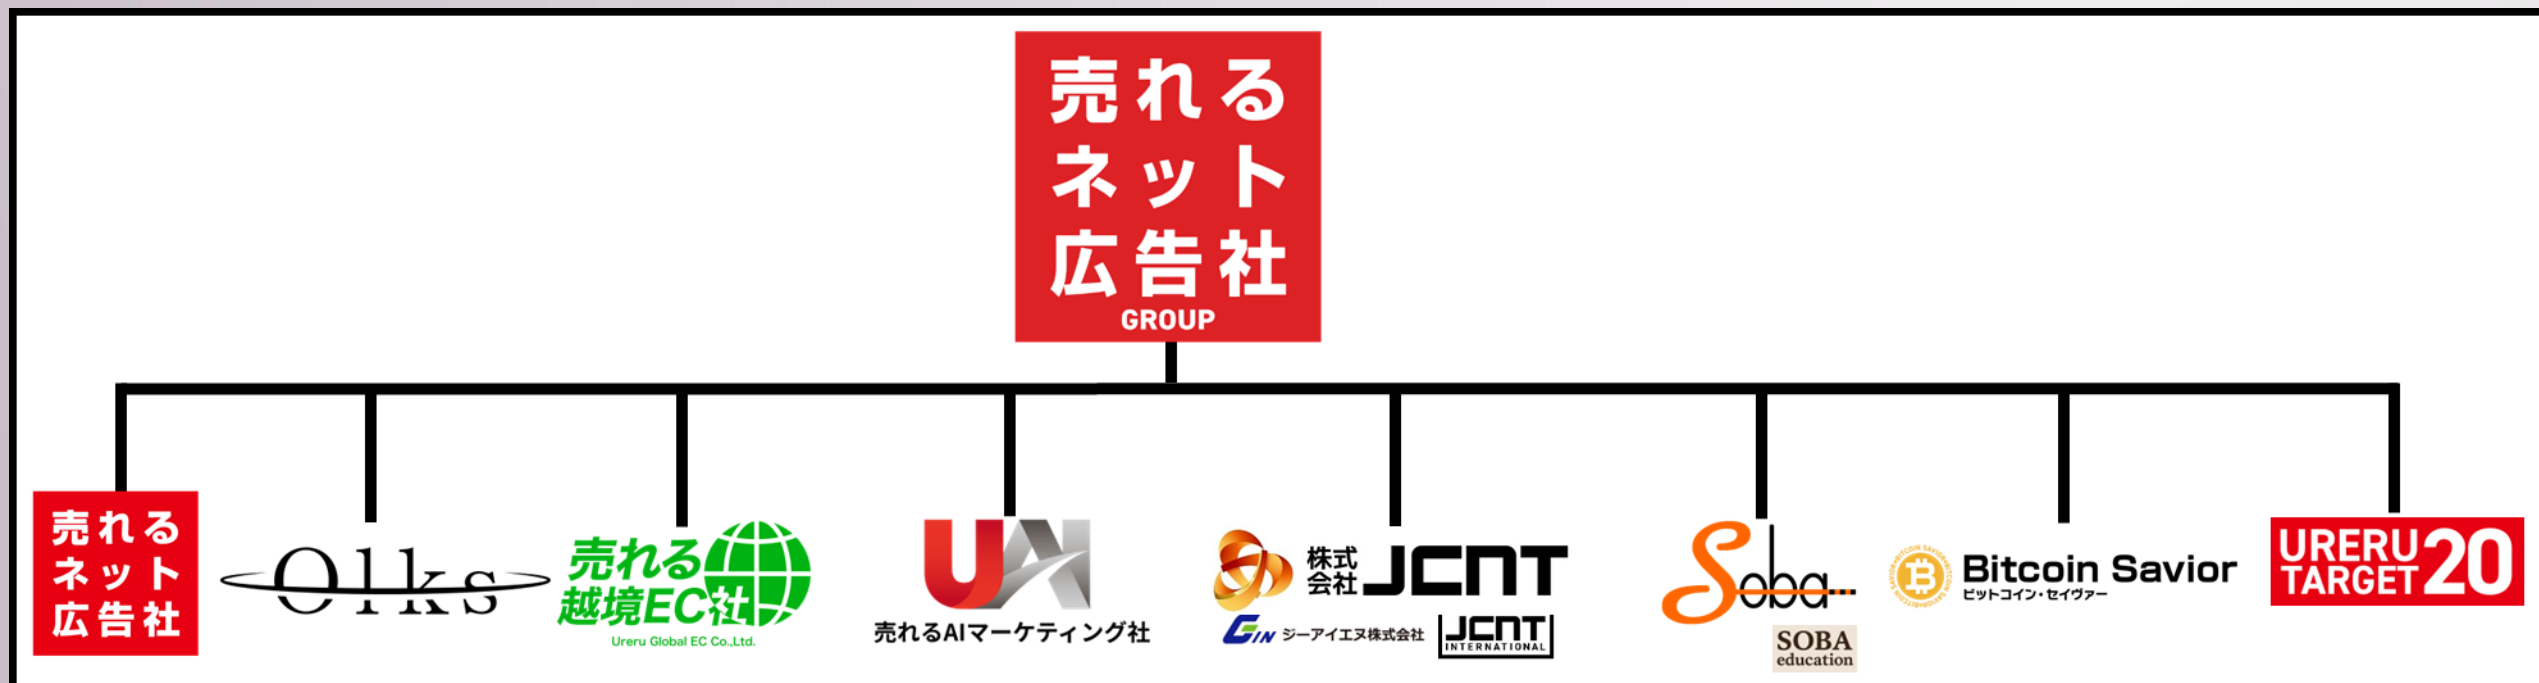 売れる
ネット
広告社
GROUP
売れる
ネット
広告社
Olks
売れる
越境EC社
Ureru Global EC Co.,Ltd.
UAI
売れるAIマーケティング社
株式
会社
JCNT
GIN ジーアイエヌ株式会社
JCNT
INTERNATIONAL
Soba
SOBA
education
Bitcoin Savior
ビットコイン・セイヴァー
URERU
TARGET
20